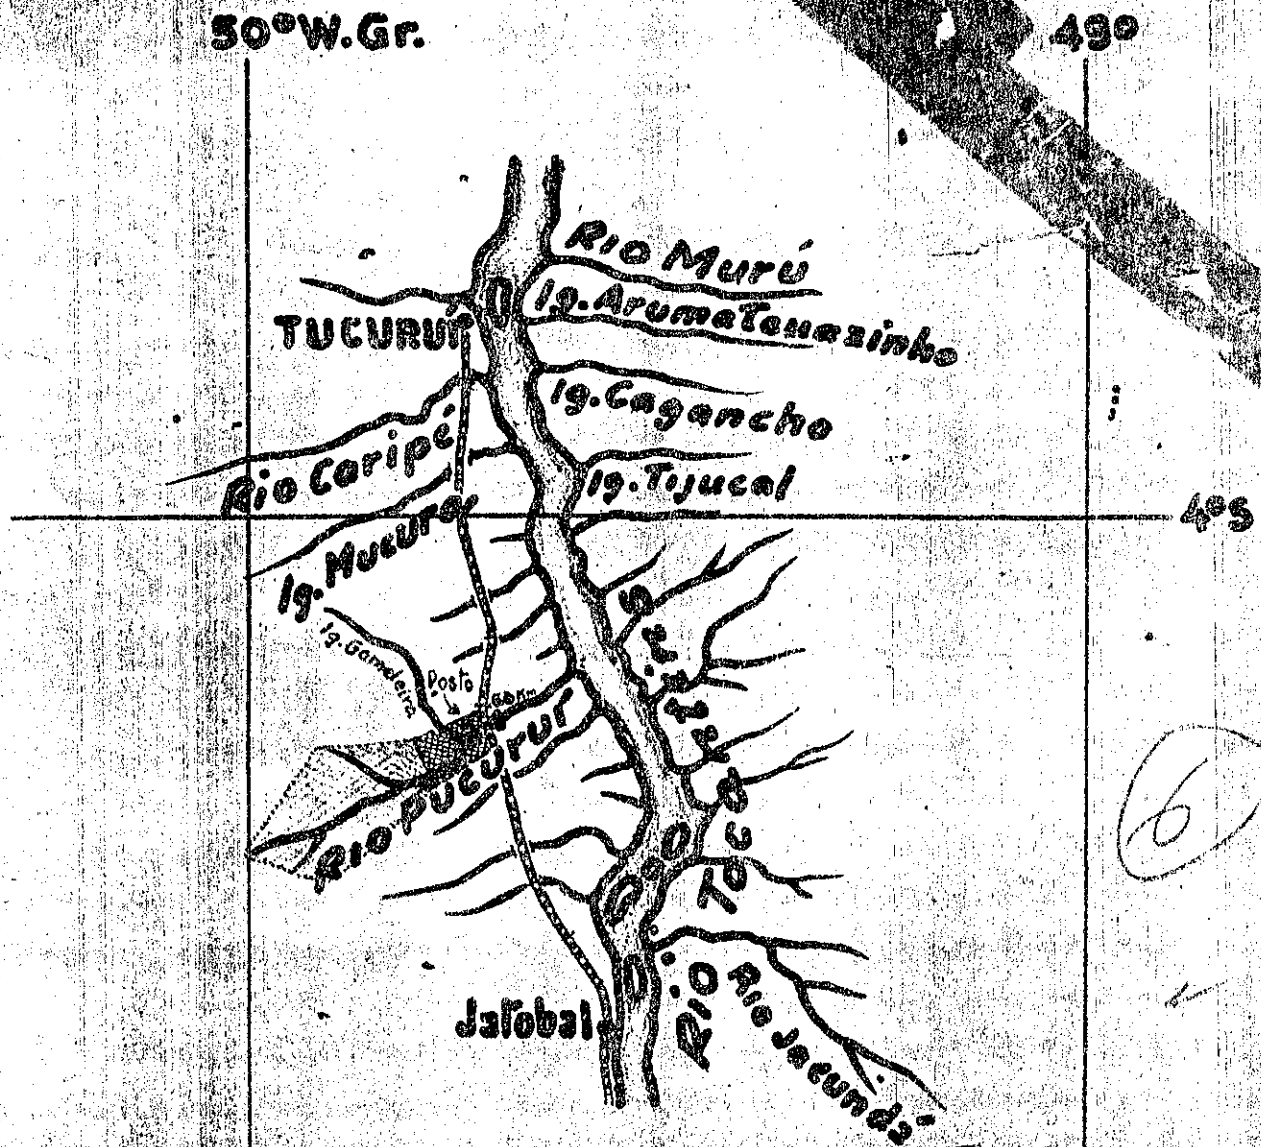 50°W.Gr.
49°
Rio Murú
Ig. Arumateuazinho
TUCURUÍ
Ig. Cagancho
Rio Caripé
Ig. Tijucal
4°S
Ig. Mucura
Ig. Gameleira
Posto
Rio Pucuruí
6
Rio Tocantins
Jatobal
Rio Jacundá